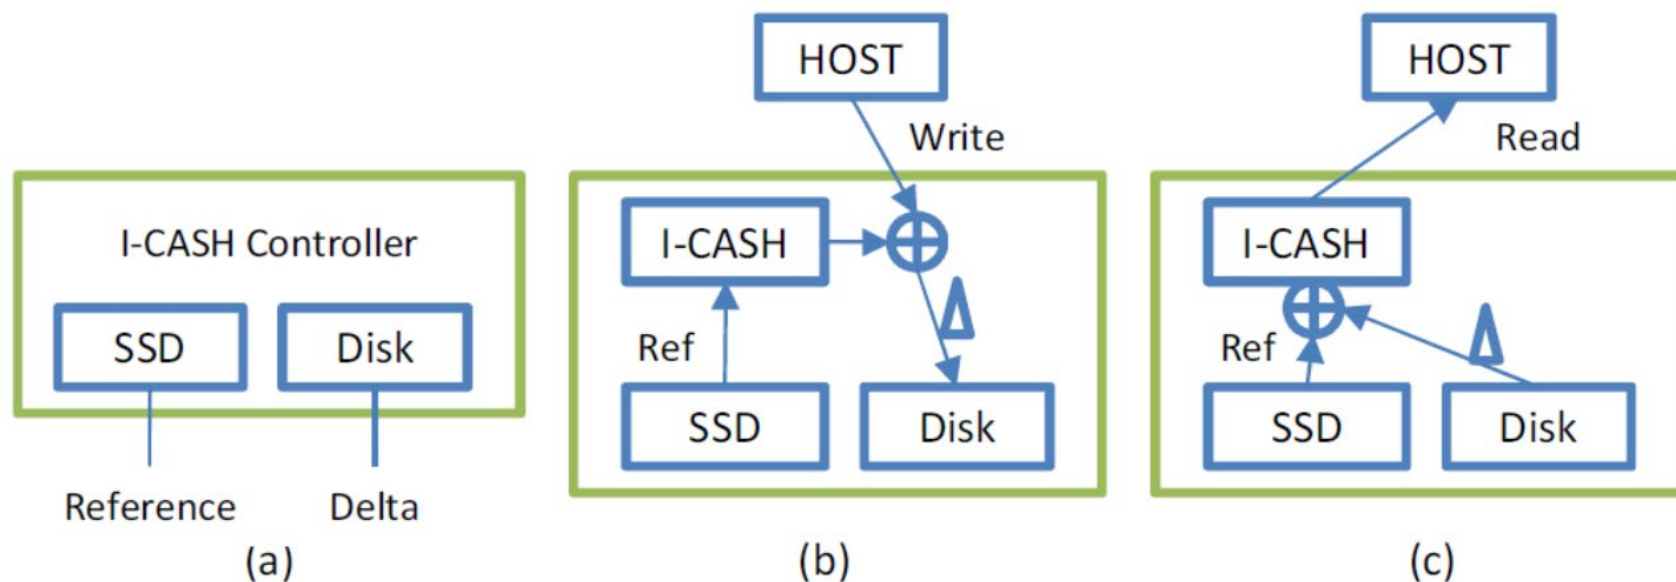 I-CASH Controller
SSD
Disk
Reference
Delta
(a)
HOST
Write
I-CASH
Δ
Ref
SSD
Disk
(b)
HOST
Read
I-CASH
Δ
Ref
SSD
Disk
(c)